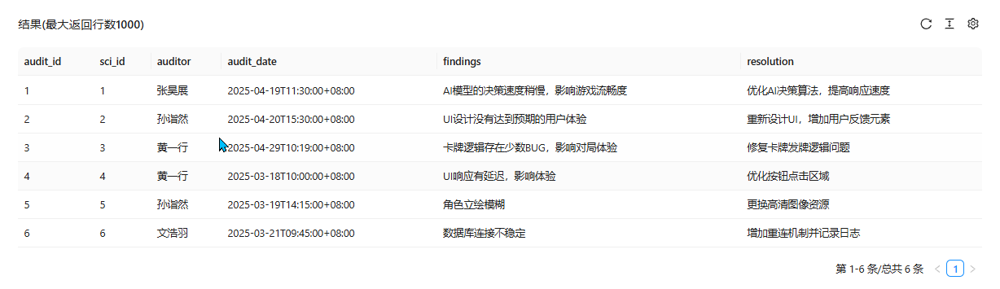 结果(最大返回行数1000)
audit_id sci_id auditor audit_date findings resolution
1 1 张昊展 2025-04-19T11:30:00+08:00 AI模型的决策速度稍慢，影响游戏流畅度 优化AI决策算法，提高响应速度
2 2 孙诣然 2025-04-20T15:30:00+08:00 UI设计没有达到预期的用户体验 重新设计UI，增加用户反馈元素
3 3 黄一行 2025-04-29T10:19:00+08:00 卡牌逻辑存在少数BUG，影响对局体验 修复卡牌发牌逻辑问题
4 4 黄一行 2025-03-18T10:00:00+08:00 UI响应有延迟，影响体验 优化按钮点击区域
5 5 孙诣然 2025-03-19T14:15:00+08:00 角色立绘模糊 更换高清图像资源
6 6 文浩羽 2025-03-21T09:45:00+08:00 数据库连接不稳定 增加重连机制并记录日志
第 1-6 条/总共 6 条 < 1 >